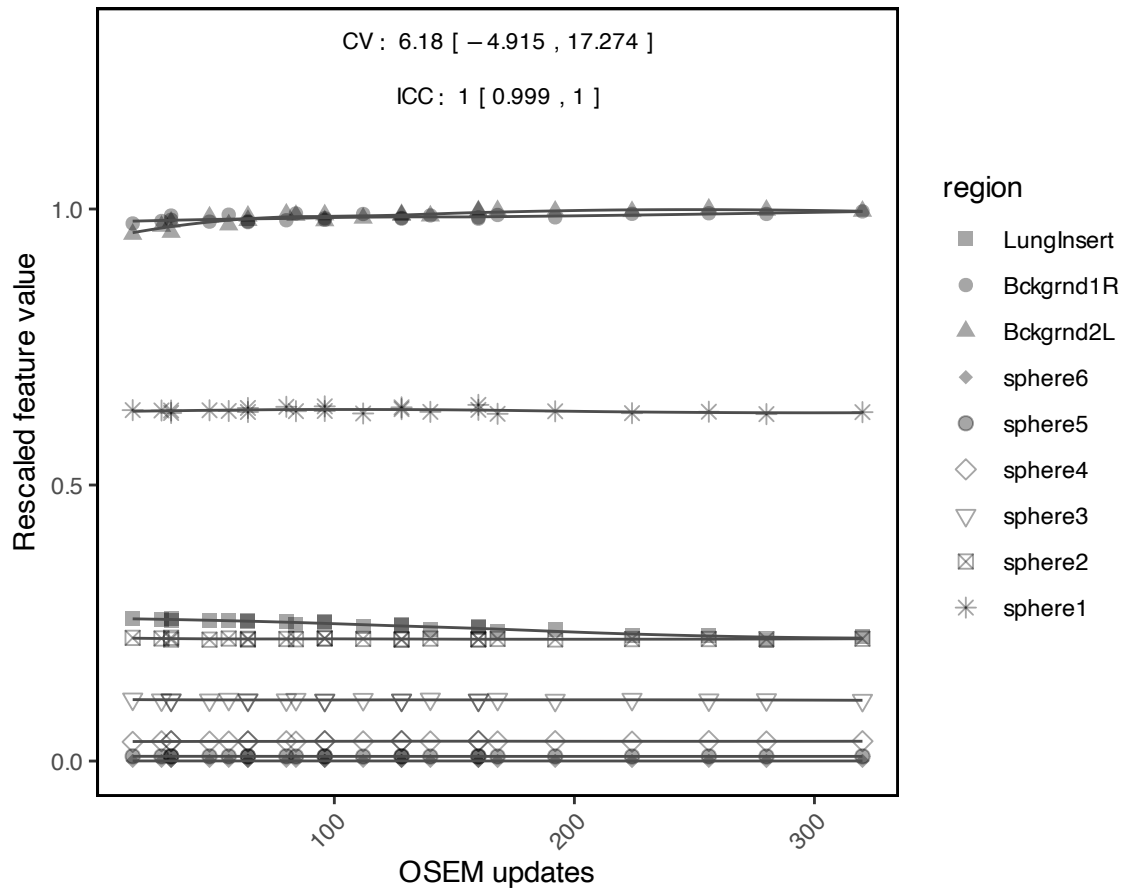 CV : 6.18 [ −4.915 , 17.274 ]
ICC : 1 [ 0.999 , 1 ]
1.0
0.5
0.0
Rescaled feature value
100
200
300
OSEM updates
region
LungInsert
Bckgrnd1R
Bckgrnd2L
sphere6
sphere5
sphere4
sphere3
sphere2
sphere1